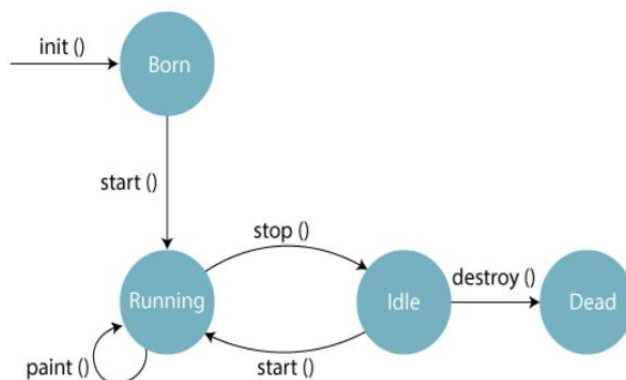 init ()
Born
start ()
stop ()
Running
Idle
destroy ()
Dead
paint ()
start ()